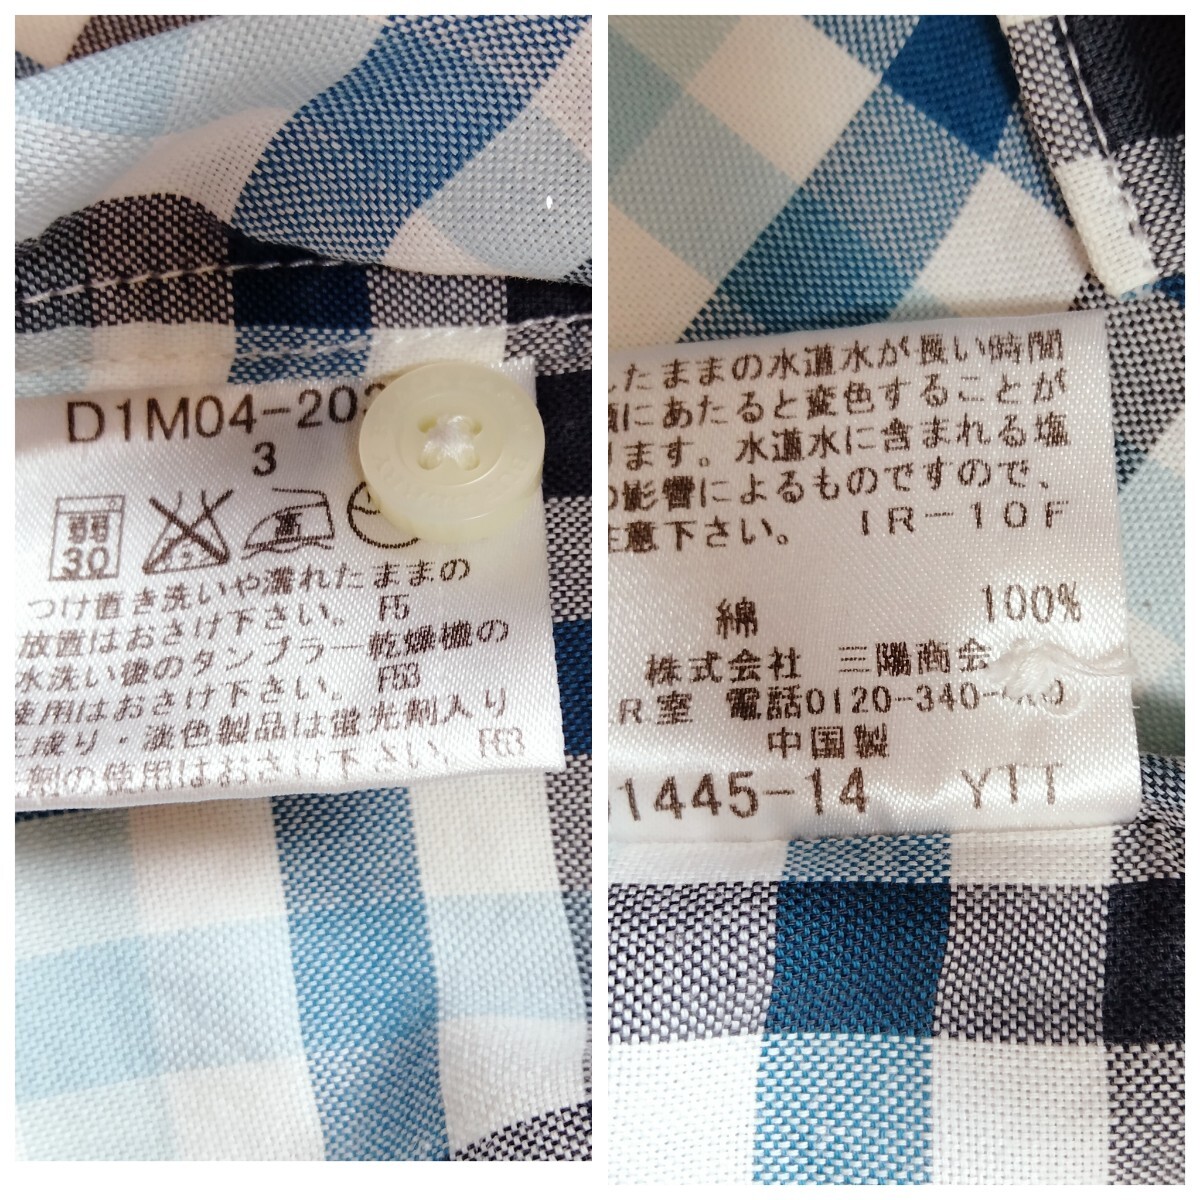 D1M04-203
3
弱
30
つけ置き洗いや濡れたままの
放置はおさけ下さい。 F5
水洗い後のタンブラー乾燥機の
使用はおさけ下さい。 F53
生成り・淡色製品は蛍光剤入り
洗剤の使用はおさけ下さい。 F63
したままの水道水が長い時間
にあたると変色することが
ります。水道水に含まれる塩
の影響によるものですので、
注意下さい。 IR-10F
綿 100%
株式会社 三陽商会
R室 電話0120-340-
中国製
1445-14 YTT